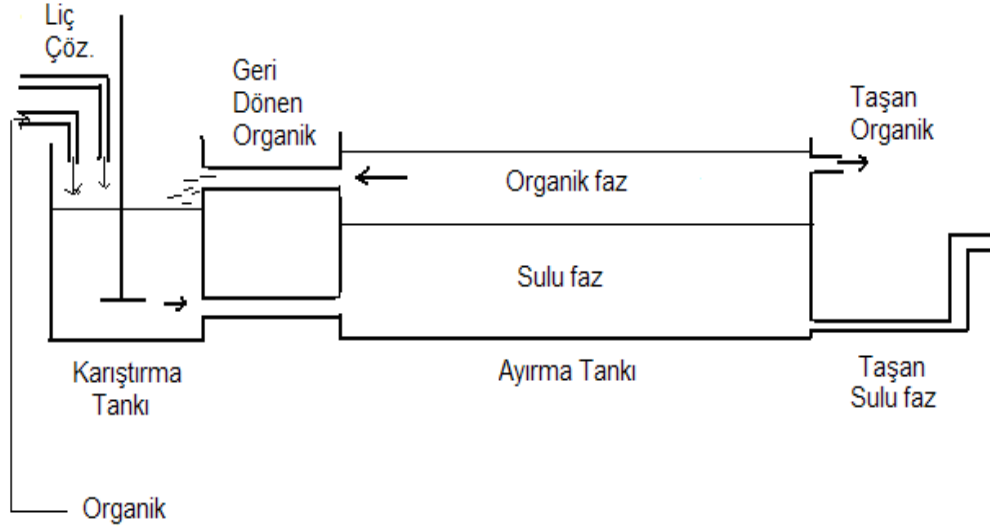 Liç
Çöz.
Geri
Dönen
Organik
Taşan
Organik
Organik faz
Sulu faz
Karıştırma
Tankı
Ayırma Tankı
Taşan
Sulu faz
Organik